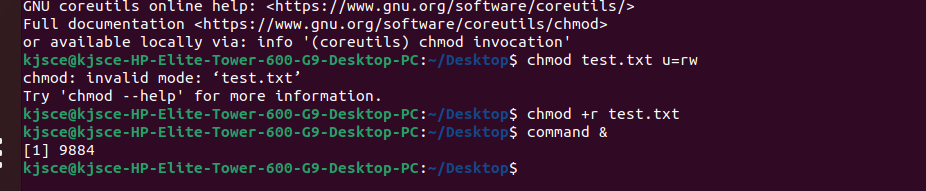 GNU coreutils online help: <https://www.gnu.org/software/coreutils/>
Full documentation <https://www.gnu.org/software/coreutils/chmod>
or available locally via: info '(coreutils) chmod invocation'
kjsce@kjsce-HP-Elite-Tower-600-G9-Desktop-PC:~/Desktop$ chmod test.txt u=rw
chmod: invalid mode: ‘test.txt’
Try 'chmod --help' for more information.
kjsce@kjsce-HP-Elite-Tower-600-G9-Desktop-PC:~/Desktop$ chmod +r test.txt
kjsce@kjsce-HP-Elite-Tower-600-G9-Desktop-PC:~/Desktop$ command &
[1] 9884
kjsce@kjsce-HP-Elite-Tower-600-G9-Desktop-PC:~/Desktop$